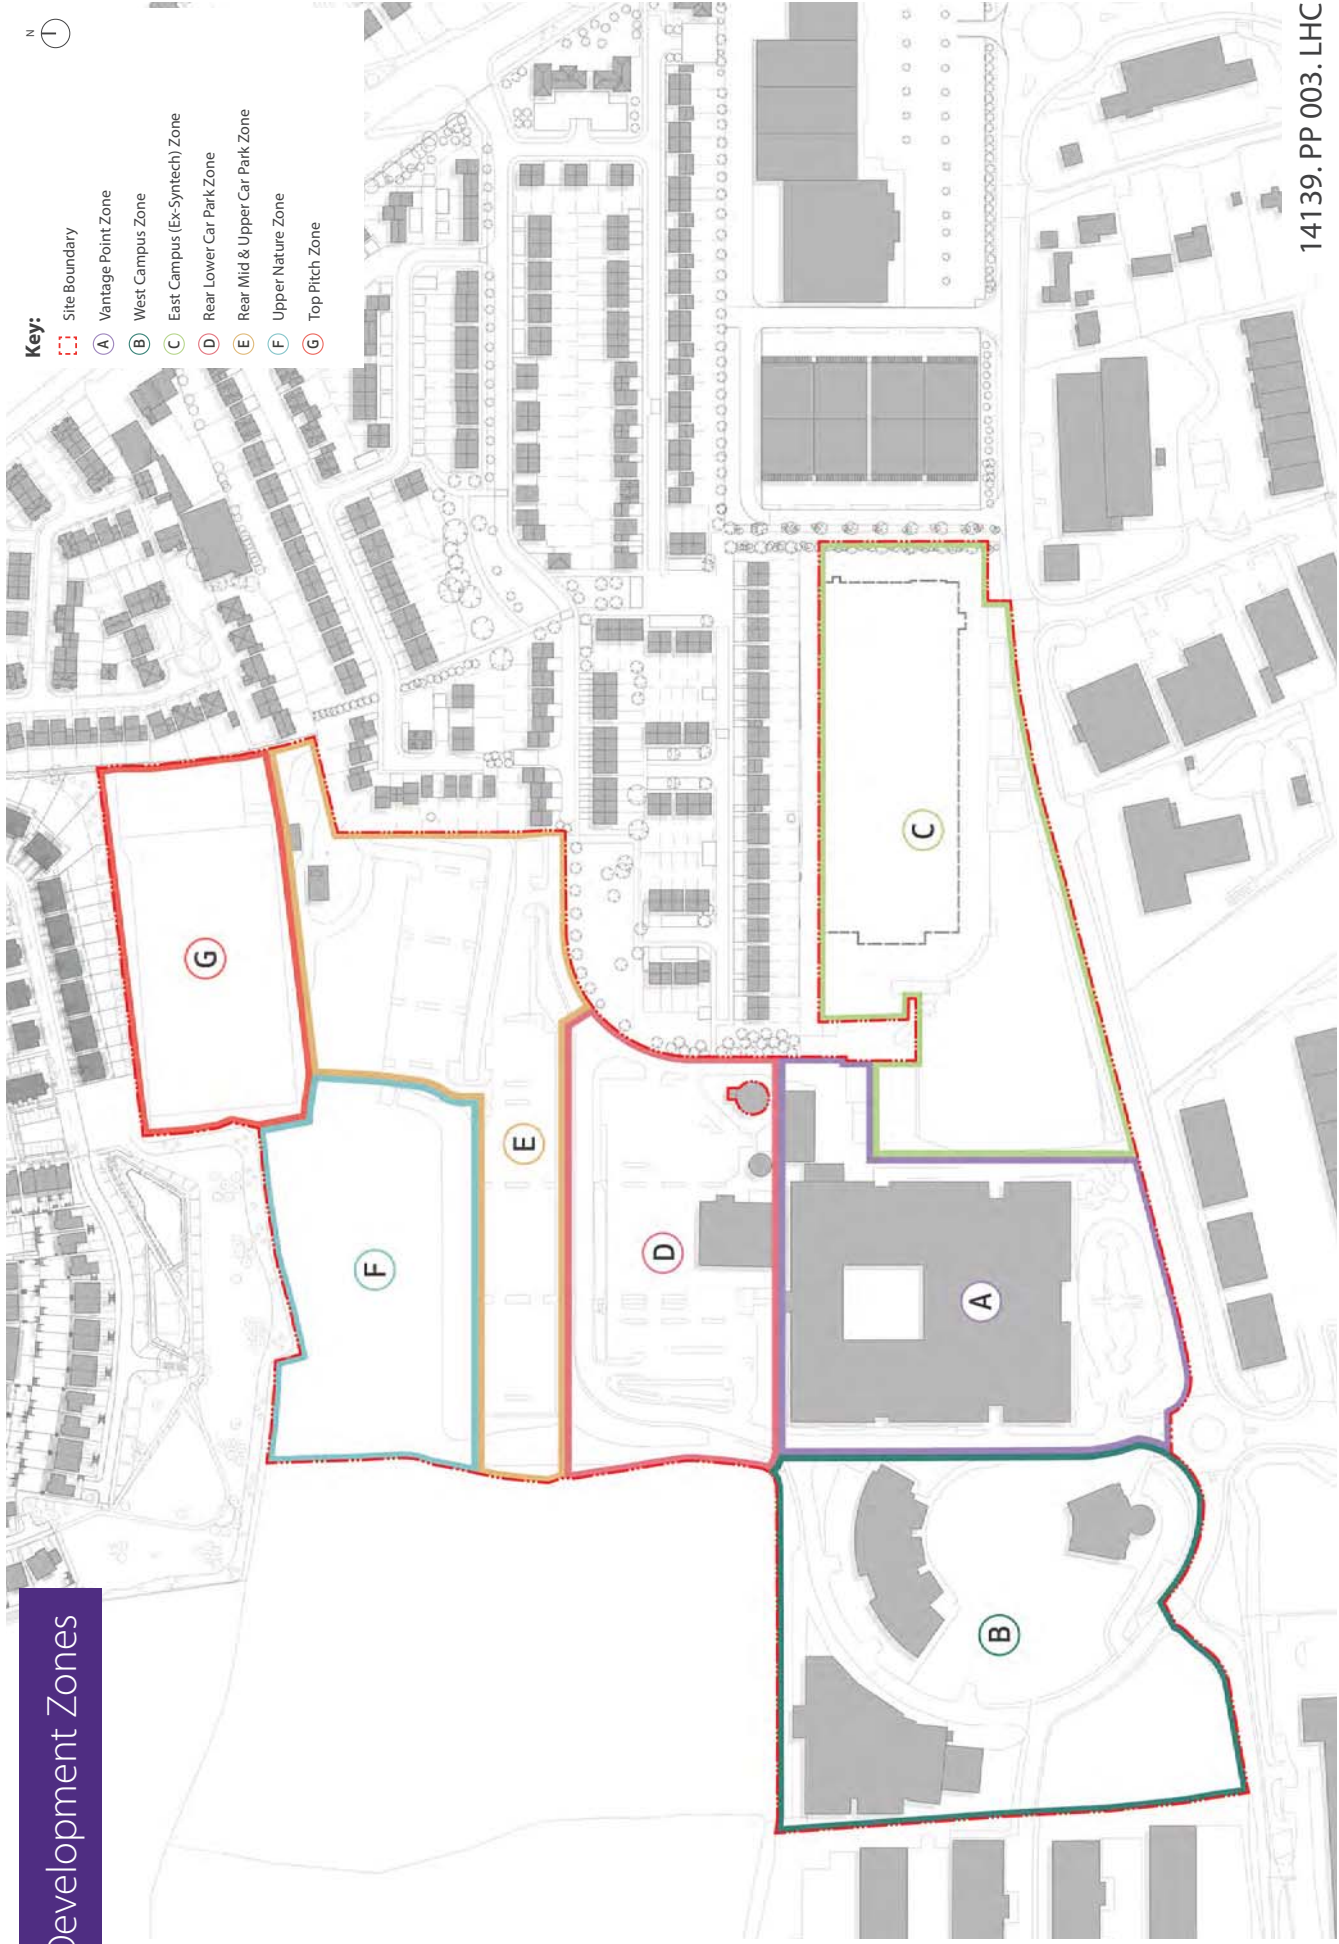 Development Zones
N
Key:
Site Boundary
A Vantage Point Zone
B West Campus Zone
C East Campus (Ex-Syntech) Zone
D Rear Lower Car Park Zone
E Rear Mid & Upper Car Park Zone
F Upper Nature Zone
G Top Pitch Zone
G
F
E
D
C
A
B
14139. PP 003. LHC